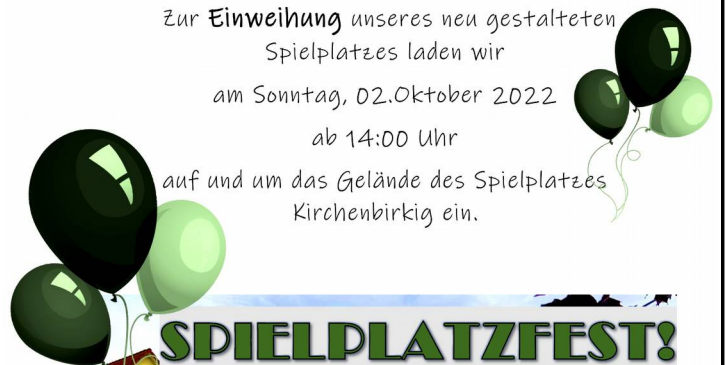 Zur Einweihung unseres neu gestalteten
Spielplatzes laden wir
am Sonntag, 02.Oktober 2022
ab 14:00 Uhr
auf und um das Gelände des Spielplatzes
Kirchenbirkig ein.
SPIELPLATZFEST!